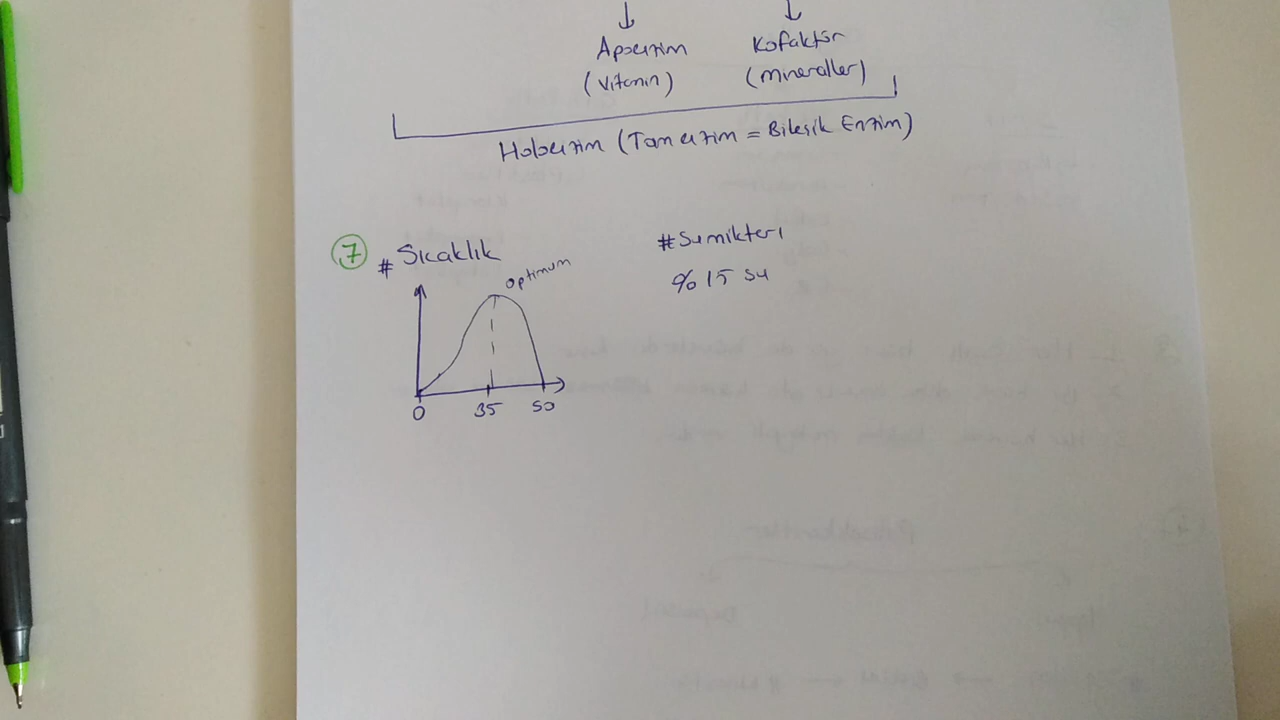 Apoenzim
Kofaktör
(Vitamin)
(mineraller)
Holoenzim (Tam enzim = Bileşik Enzim)
7
# Sıcaklık
optimum
0 35 50
# Su miktarı
% 15 su